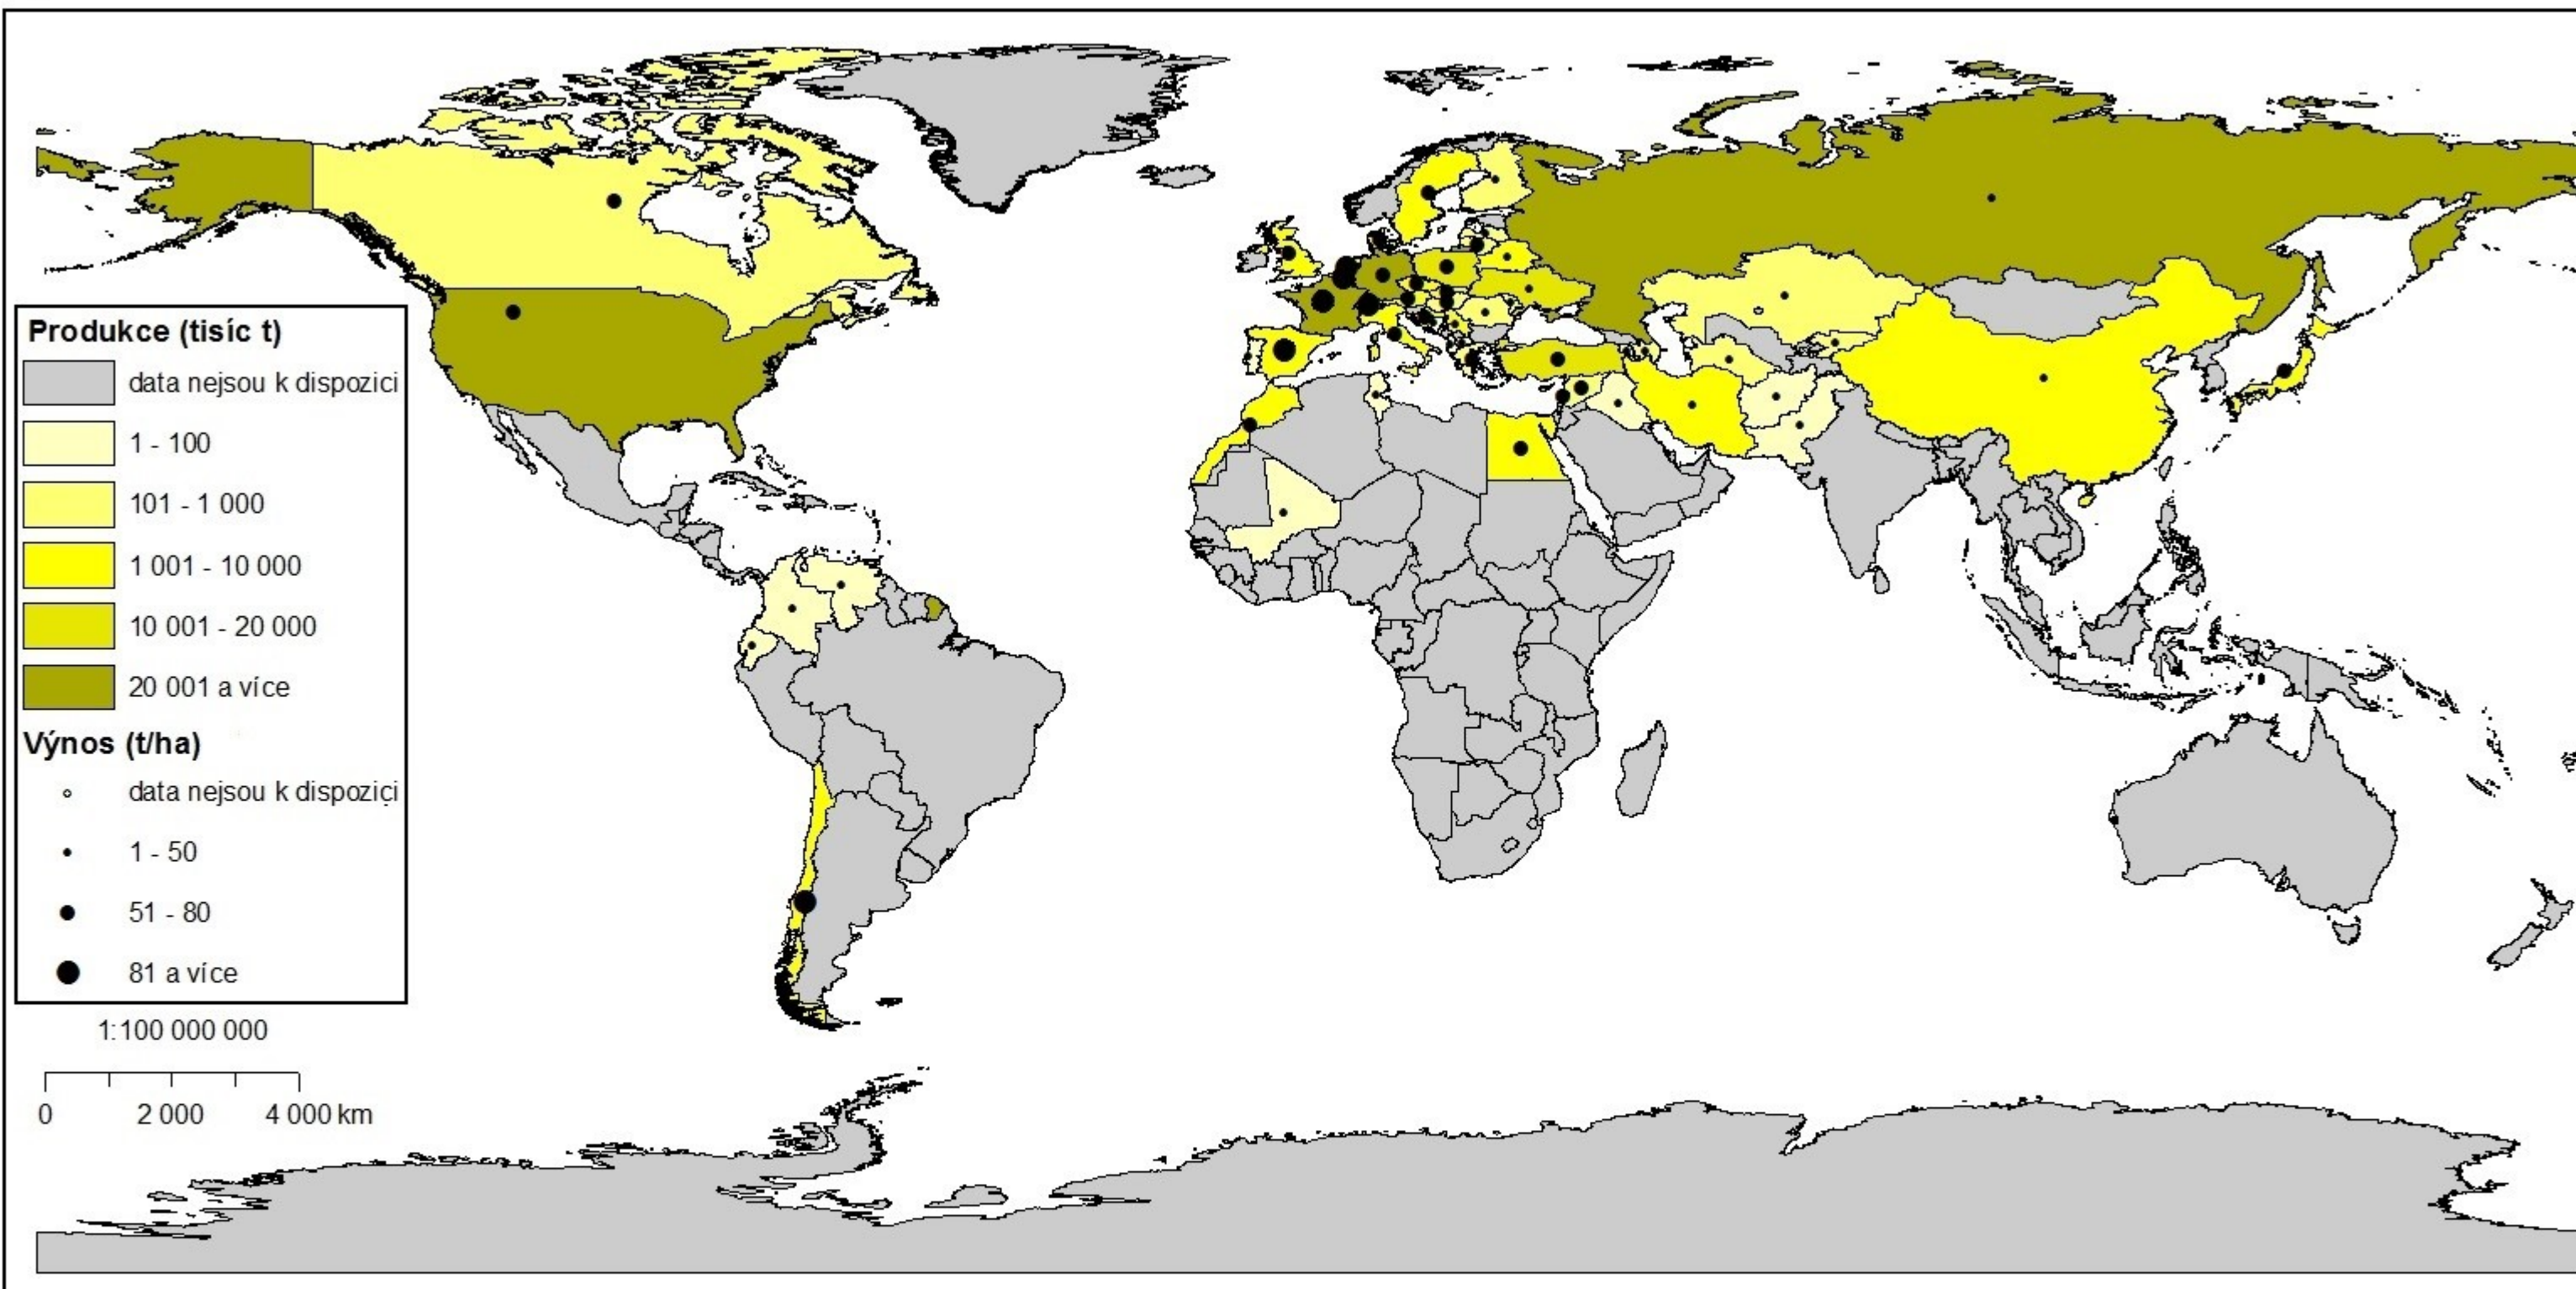 Produkce (tisíc t)
data nejsou k dispozici
1 - 100
101 - 1 000
1 001 - 10 000
10 001 - 20 000
20 001 a více
Výnos (t/ha)
data nejsou k dispozici
1 - 50
51 - 80
81 a více
1:100 000 000
0 2 000 4 000 km